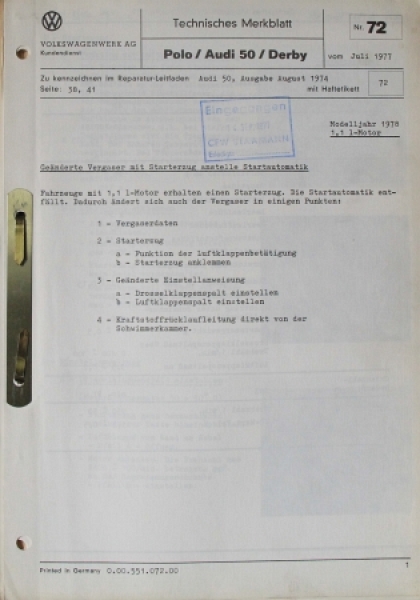 VOLKSWAGENWERK AG
Kundendienst
Technisches Merkblatt
Polo / Audi 50 / Derby
Nr. 72
vom Juli 1977
Zu kennzeichnen im Reparatur-Leitfaden Audi 50, Ausgabe August 1974
Seite: 38, 41
mit Haftetikett
72
Eingegangen
Modelljahr 1978
1,1 l-Motor
Geänderte Vergaser mit Starterzug anstelle Startautomatik
Fahrzeuge mit 1,1 l-Motor erhalten einen Starterzug. Die Startautomatik ent-
fällt. Dadurch ändert sich auch der Vergaser in einigen Punkten:
1 - Vergaserdaten
2 - Starterzug
a - Funktion der Luftklappenbetätigung
b - Starterzug anklemmen
3 - Geänderte Einstellanweisung
a - Drosselklappenspalt einstellen
b - Luftklappenspalt einstellen
4 - Kraftstoffrücklaufleitung direkt von der
Schwimmerkammer.
Printed in Germany 0.00.551.072.00
1